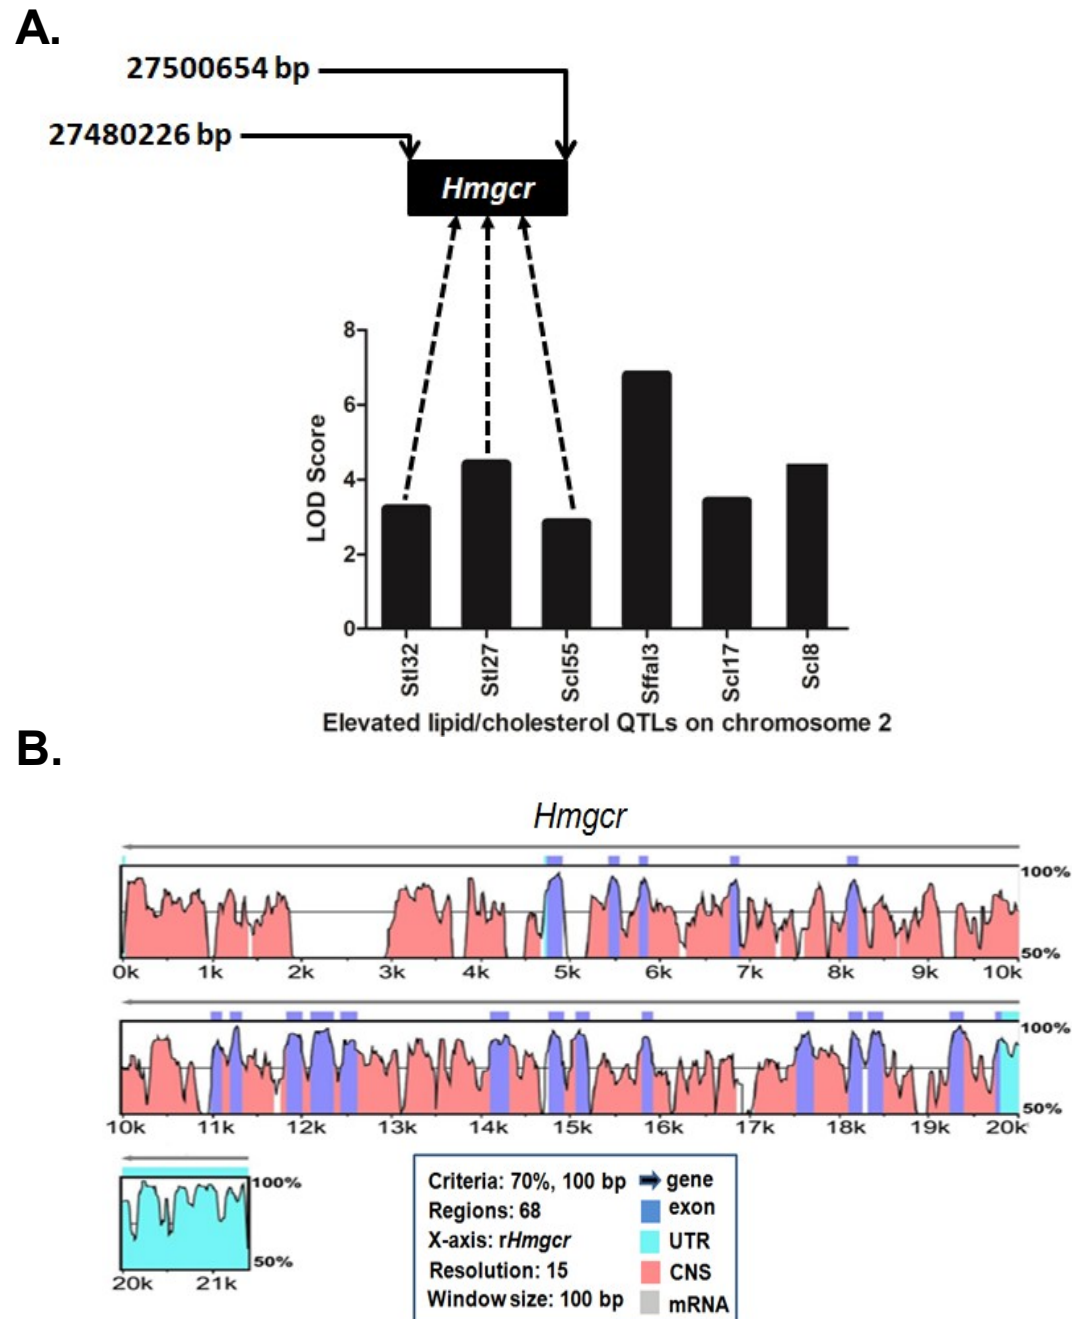 A.
27500654 bp
27480226 bp
Hmgcr
8
6
4
2
0
LOD Score
Stl32
Stl27
Scl55
Sffal3
Scl17
Scl8
Elevated lipid/cholesterol QTLs on chromosome 2
B.
Hmgcr
100%
50%
0k 1k 2k 3k 4k 5k 6k 7k 8k 9k 10k
100%
50%
10k 11k 12k 13k 14k 15k 16k 17k 18k 19k 20k
100%
50%
20k 21k
Criteria: 70%, 100 bp
Regions: 68
X-axis: rHmgcr
Resolution: 15
Window size: 100 bp
gene
exon
UTR
CNS
mRNA